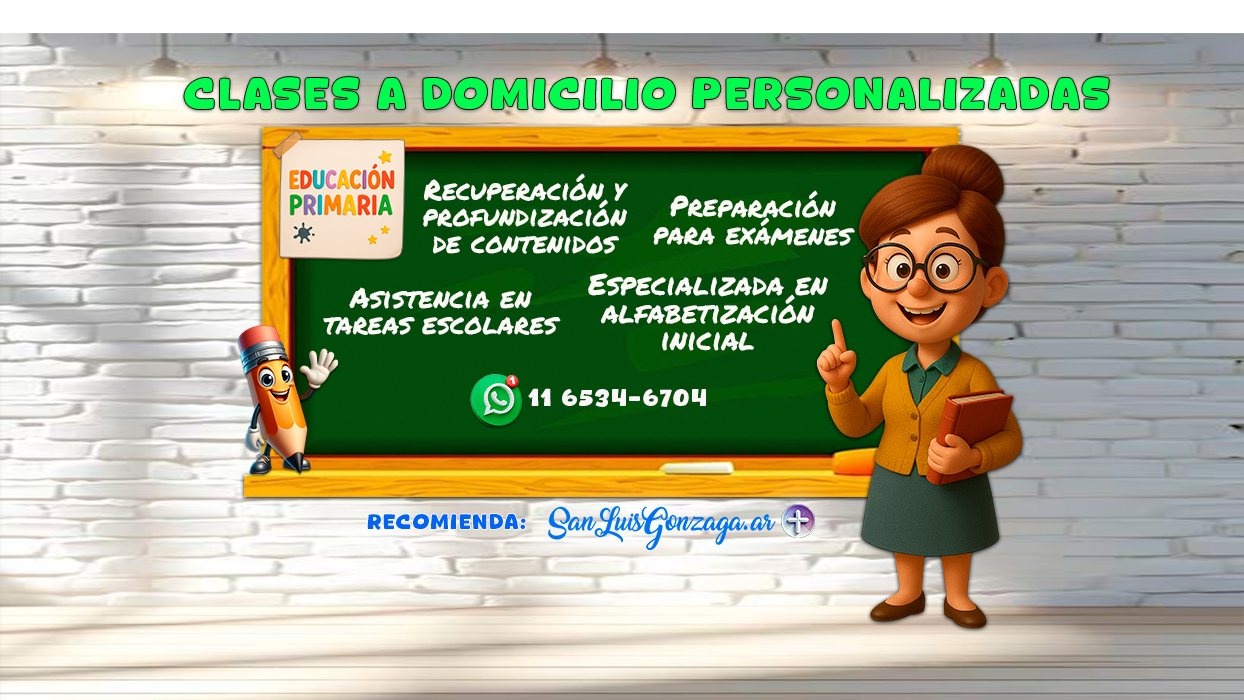 CLASES A DOMICILIO PERSONALIZADAS
EDUCACIÓN
PRIMARIA
RECUPERACIÓN Y
PROFUNDIZACIÓN
DE CONTENIDOS
PREPARACIÓN
PARA EXÁMENES
ASISTENCIA EN
TAREAS ESCOLARES
ESPECIALIZADA EN
ALFABETIZACIÓN
INICIAL
1
11 6534-6704
RECOMIENDA: SanLuisGonzaga.ar